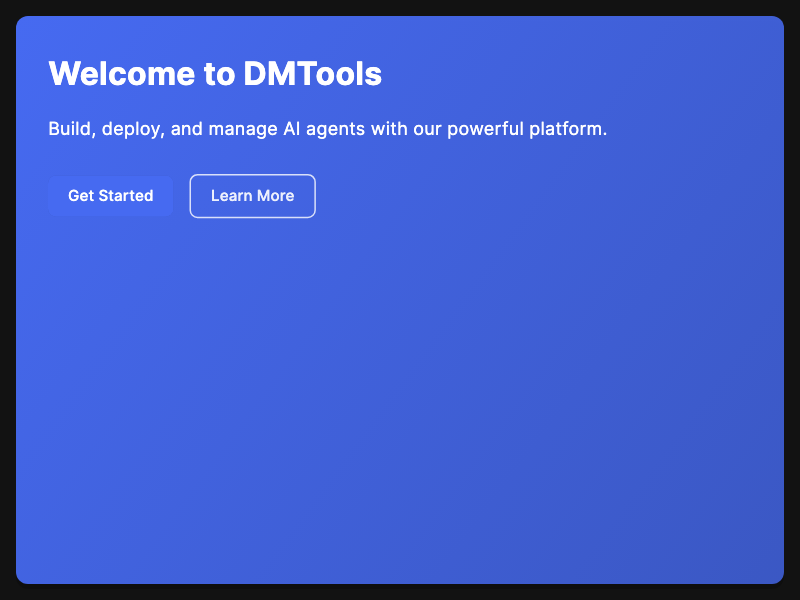 Welcome to DMTools
Build, deploy, and manage AI agents with our powerful platform.
Get Started
Learn More